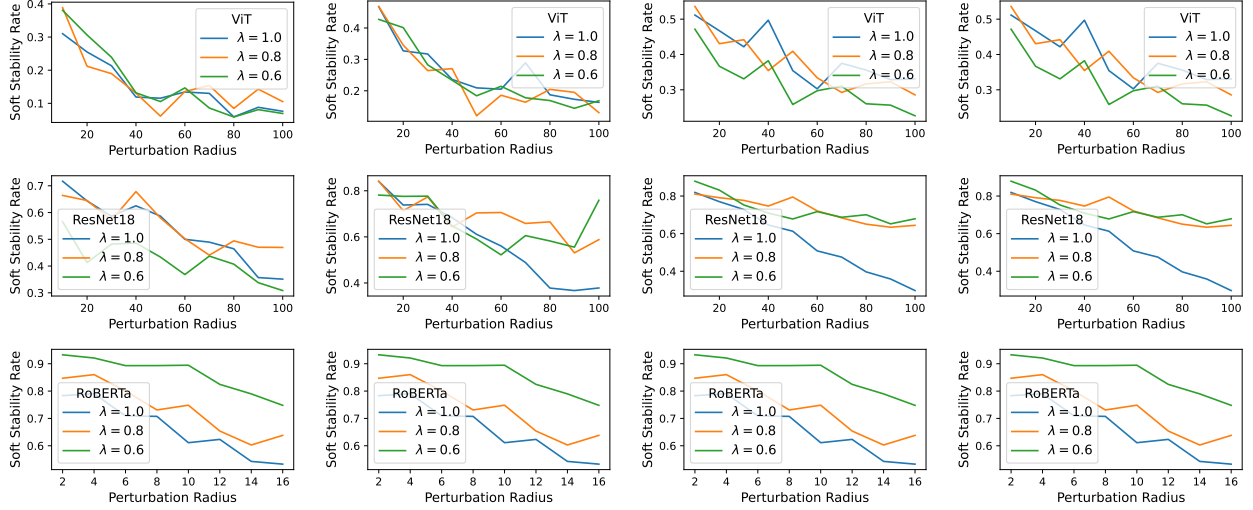 Soft Stability Rate
0.4
0.3
0.2
0.1
20 40 60 80 100
Perturbation Radius
ViT
λ = 1.0
λ = 0.8
λ = 0.6
Soft Stability Rate
0.4
0.3
0.2
20 40 60 80 100
Perturbation Radius
ViT
λ = 1.0
λ = 0.8
λ = 0.6
Soft Stability Rate
0.5
0.4
0.3
20 40 60 80 100
Perturbation Radius
ViT
λ = 1.0
λ = 0.8
λ = 0.6
Soft Stability Rate
0.5
0.4
0.3
20 40 60 80 100
Perturbation Radius
ViT
λ = 1.0
λ = 0.8
λ = 0.6
Soft Stability Rate
0.7
0.6
0.5
0.4
0.3
20 40 60 80 100
Perturbation Radius
ResNet18
λ = 1.0
λ = 0.8
λ = 0.6
Soft Stability Rate
0.8
0.6
0.4
20 40 60 80 100
Perturbation Radius
ResNet18
λ = 1.0
λ = 0.8
λ = 0.6
Soft Stability Rate
0.8
0.6
0.4
20 40 60 80 100
Perturbation Radius
ResNet18
λ = 1.0
λ = 0.8
λ = 0.6
Soft Stability Rate
0.8
0.6
0.4
20 40 60 80 100
Perturbation Radius
ResNet18
λ = 1.0
λ = 0.8
λ = 0.6
Soft Stability Rate
0.9
0.8
0.7
0.6
2 4 6 8 10 12 14 16
Perturbation Radius
RoBERTa
λ = 1.0
λ = 0.8
λ = 0.6
Soft Stability Rate
0.9
0.8
0.7
0.6
2 4 6 8 10 12 14 16
Perturbation Radius
RoBERTa
λ = 1.0
λ = 0.8
λ = 0.6
Soft Stability Rate
0.9
0.8
0.7
0.6
2 4 6 8 10 12 14 16
Perturbation Radius
RoBERTa
λ = 1.0
λ = 0.8
λ = 0.6
Soft Stability Rate
0.9
0.8
0.7
0.6
2 4 6 8 10 12 14 16
Perturbation Radius
RoBERTa
λ = 1.0
λ = 0.8
λ = 0.6